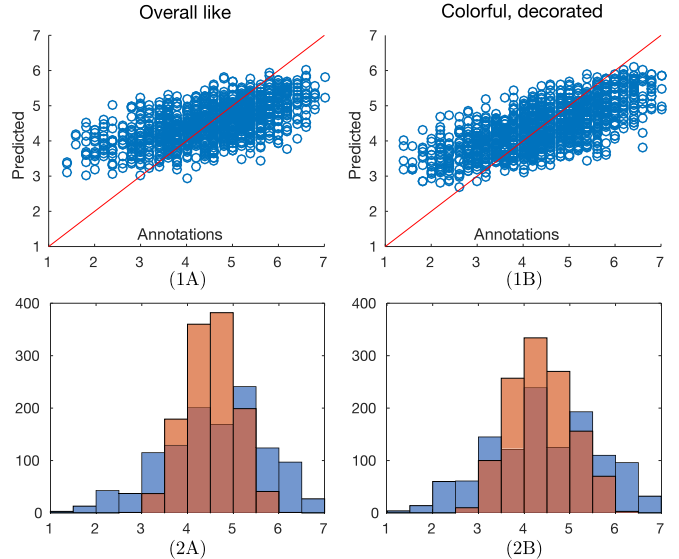 Overall like
Colorful, decorated
7
6
5
4
3
2
1
Predicted
Annotations
1 2 3 4 5 6 7
(1A)
7
6
5
4
3
2
1
Predicted
Annotations
1 2 3 4 5 6 7
(1B)
400
300
200
100
0
1 2 3 4 5 6 7
(2A)
400
300
200
100
0
1 2 3 4 5 6 7
(2B)